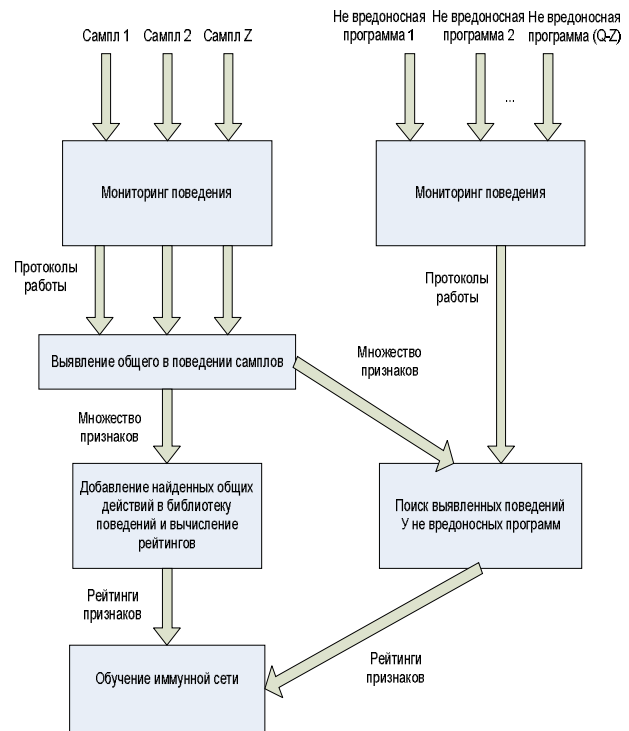 Сампл 1
Сампл 2
Сампл Z
Не вредоносная
программа 1
Не вредоносная
программа 2
Не вредоносная
программа (Q-Z)
...
Мониторинг поведения
Мониторинг поведения
Протоколы
работы
Протоколы
работы
Выявление общего в поведении самплов
Множество
признаков
Множество
признаков
Добавление найденных общих
действий в библиотеку
поведений и вычисление
рейтингов
Поиск выявленных поведений
У не вредоносных программ
Рейтинги
признаков
Рейтинги
признаков
Обучение иммунной сети